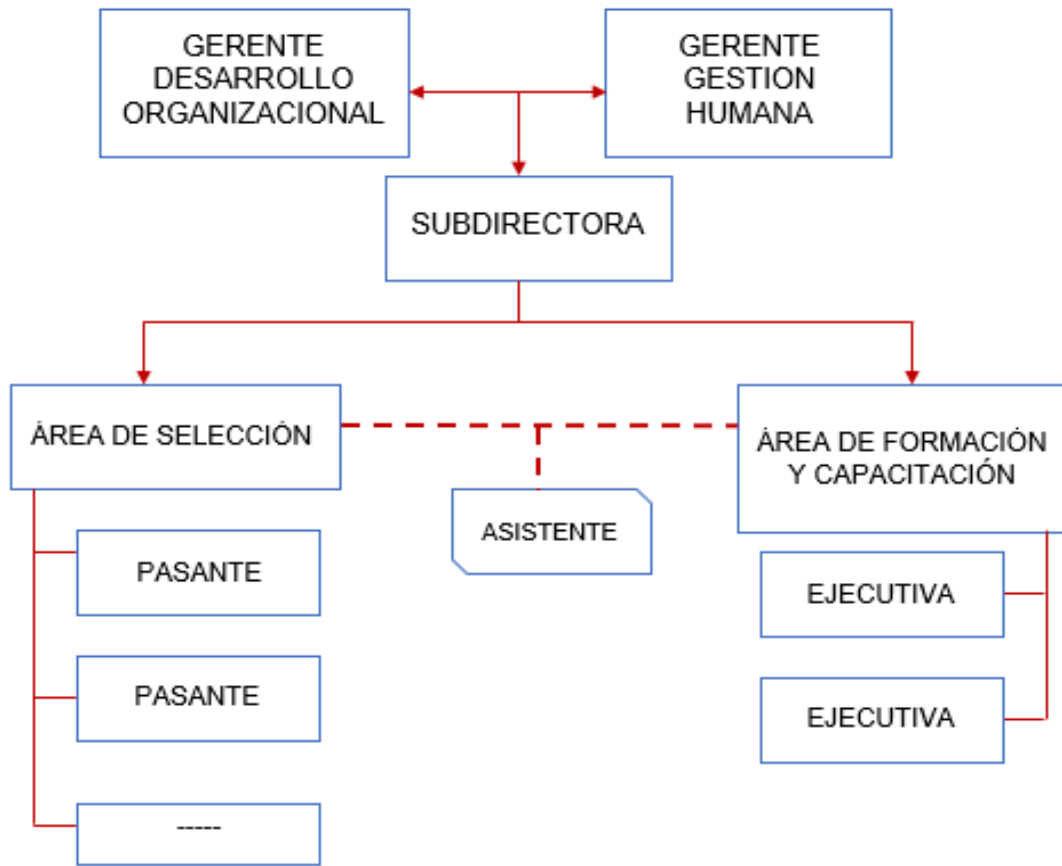 GERENTE
DESARROLLO
ORGANIZACIONAL
GERENTE
GESTION
HUMANA
SUBDIRECTORA
ÁREA DE SELECCIÓN
ÁREA DE FORMACIÓN
Y CAPACITACIÓN
ASISTENTE
PASANTE
EJECUTIVA
PASANTE
EJECUTIVA
-----